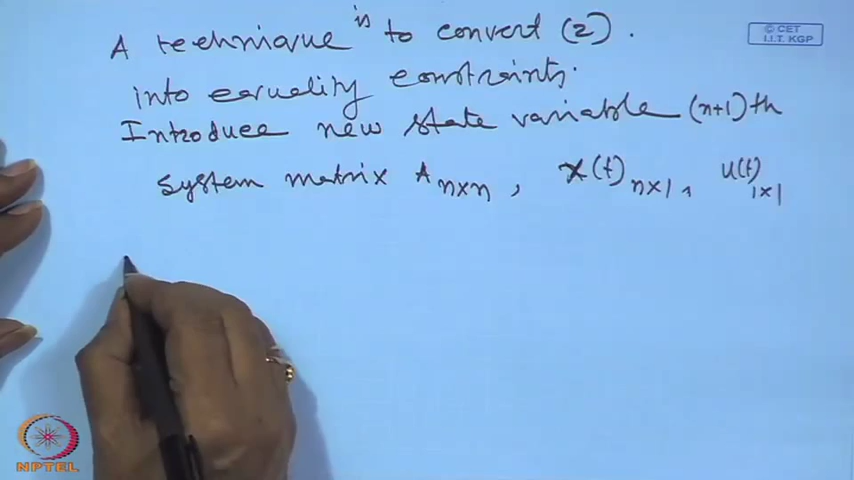 A technique is to convert (2).
© CET
I.I.T. KGP
into equality constraints.
Introduce new state variable (n+1)th
system matrix A n×n, x(t) n×1, u(t) 1×1
NPTEL